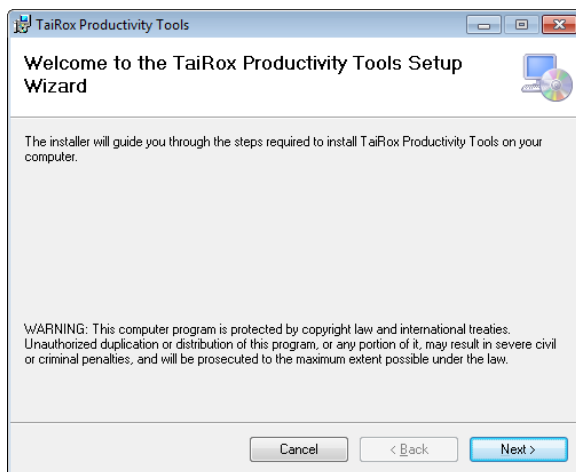 TaiRox Productivity Tools
Welcome to the TaiRox Productivity Tools Setup
Wizard
The installer will guide you through the steps required to install TaiRox Productivity Tools on your
computer.
WARNING: This computer program is protected by copyright law and international treaties.
Unauthorized duplication or distribution of this program, or any portion of it, may result in severe civil
or criminal penalties, and will be prosecuted to the maximum extent possible under the law.
Cancel < Back Next >